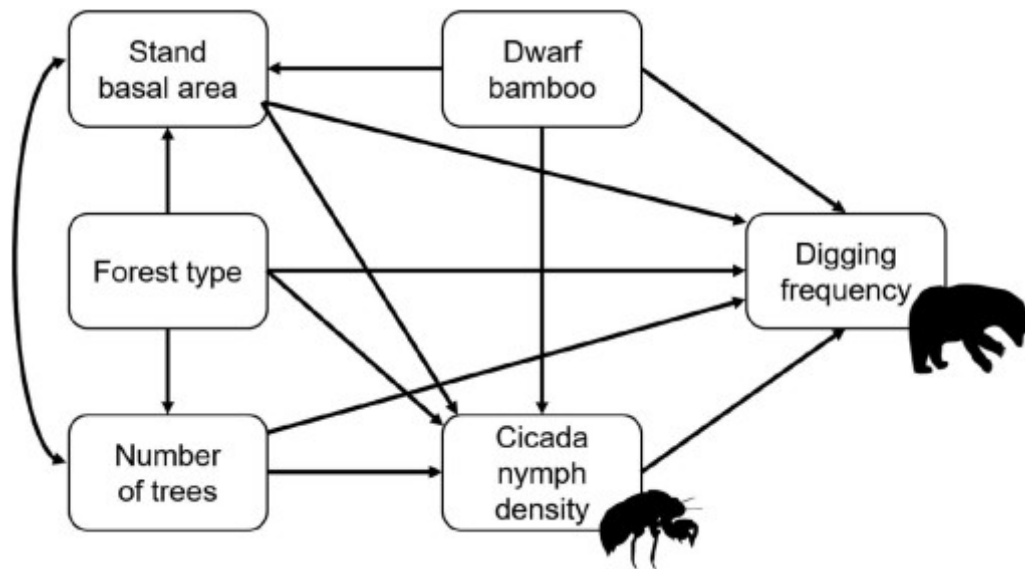 Stand
basal area
Dwarf
bamboo
Forest type
Digging
frequency
Number
of trees
Cicada
nymph
density